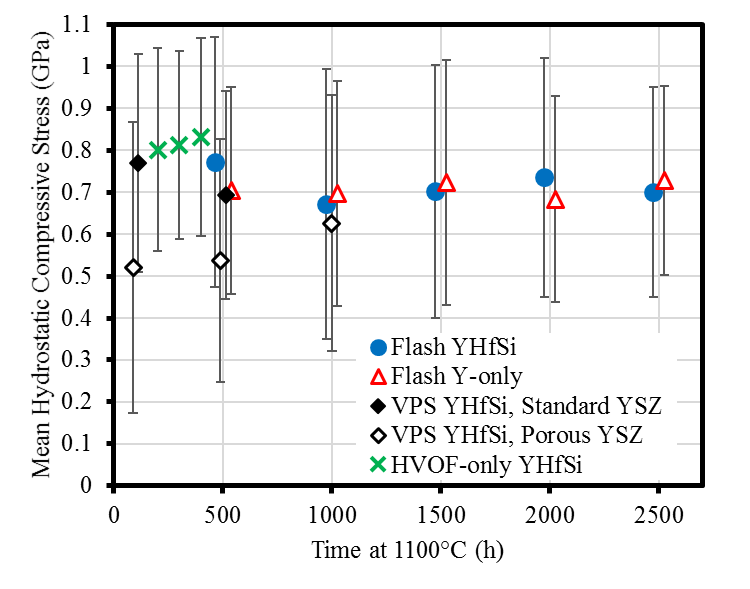 Mean Hydrostatic Compressive Stress (GPa)
1.1
1
0.9
0.8
0.7
0.6
0.5
0.4
0.3
0.2
0.1
0
Flash YHfSi
Flash Y-only
VPS YHfSi, Standard YSZ
VPS YHfSi, Porous YSZ
HVOF-only YHfSi
0 500 1000 1500 2000 2500
Time at 1100°C (h)